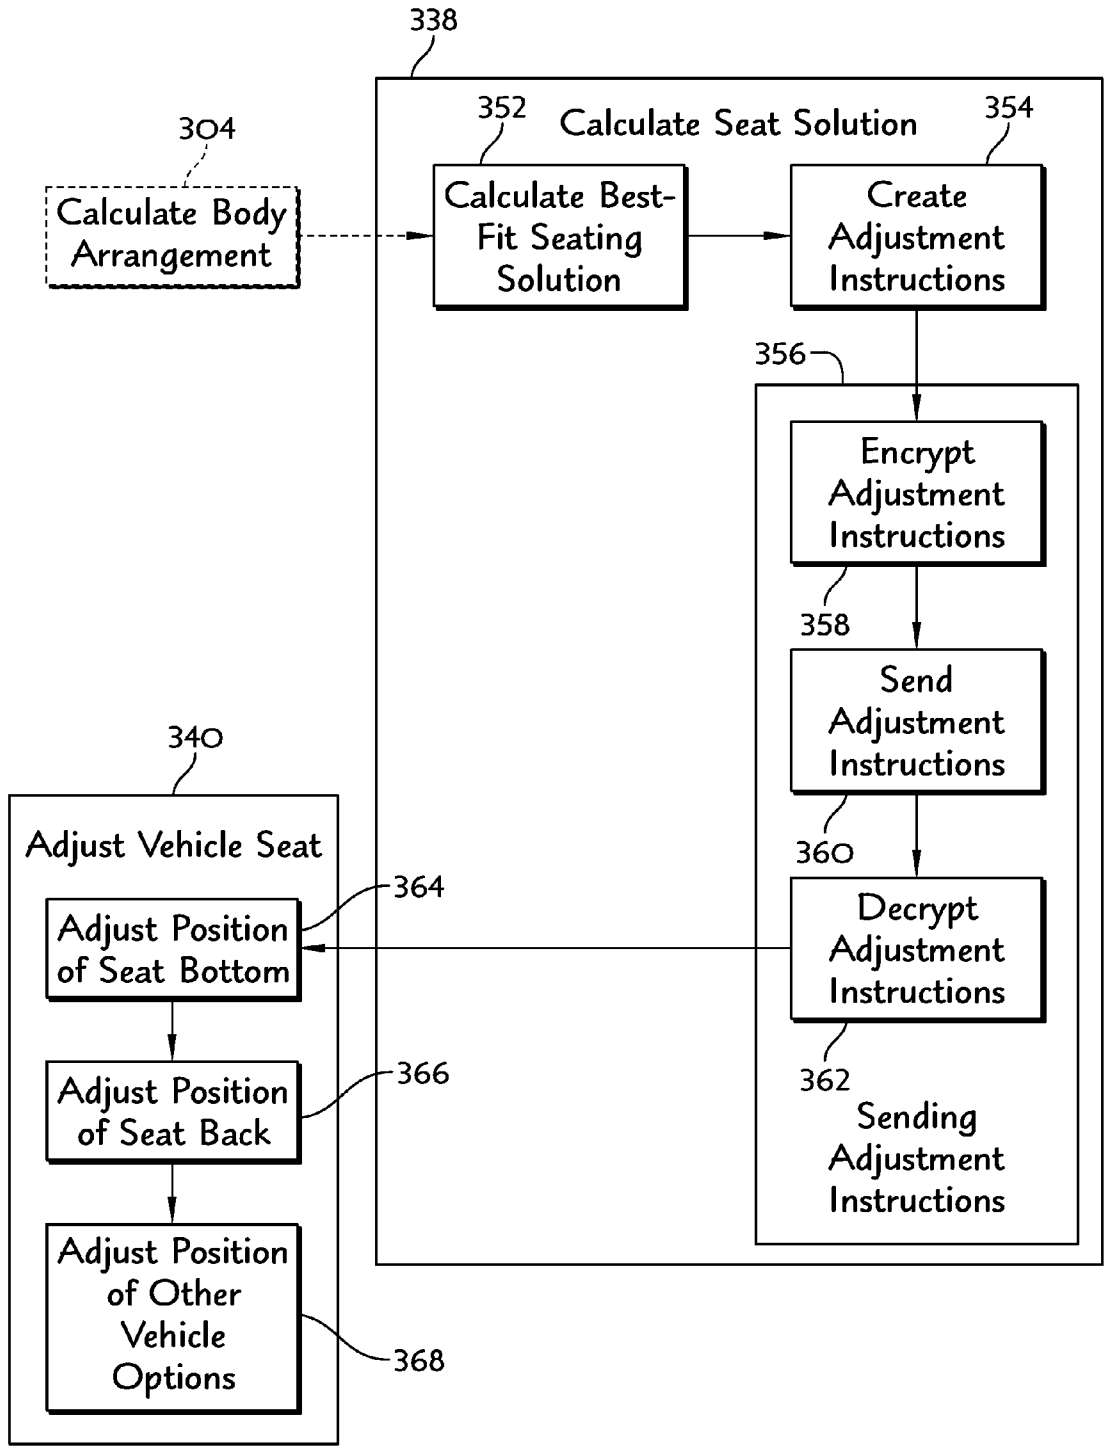 338
352
Calculate Seat Solution
354
304
Calculate Body
Arrangement
Calculate Best-
Fit Seating
Solution
Create
Adjustment
Instructions
356
Encrypt
Adjustment
Instructions
358
Send
Adjustment
Instructions
360
Decrypt
Adjustment
Instructions
362
Sending
Adjustment
Instructions
340
Adjust Vehicle Seat
364
Adjust Position
of Seat Bottom
366
Adjust Position
of Seat Back
Adjust Position
of Other
Vehicle
Options
368